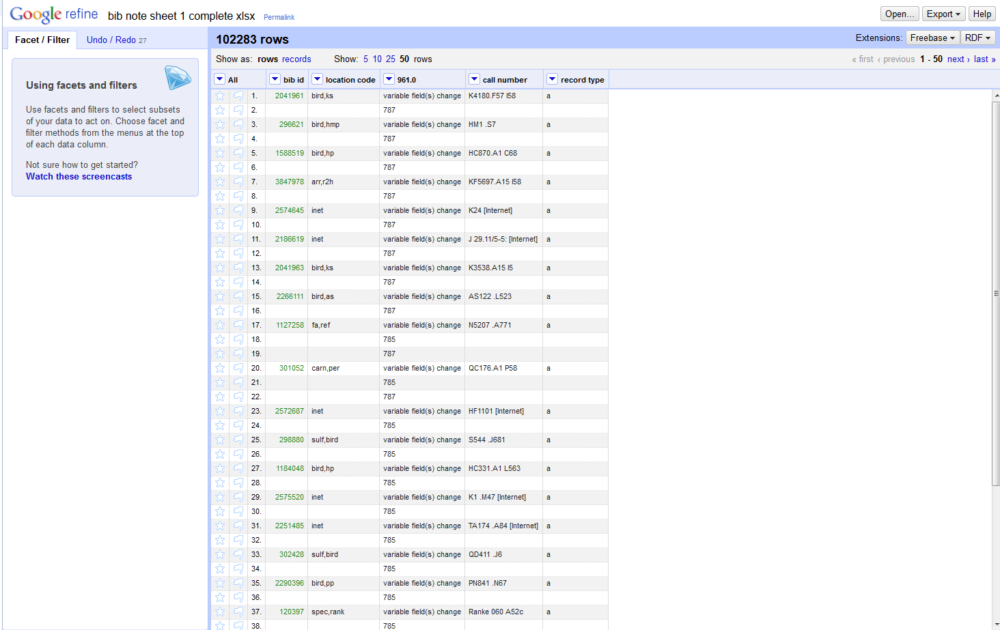 Google refine bib note sheet 1 complete xlsx Permalink Open... Export Help
Facet / Filter Undo / Redo 27
102283 rows Extensions: Freebase RDF
Show as: rows records Show: 5 10 25 50 rows « first ‹ previous 1 - 50 next › last »
Using facets and filters
Use facets and filters to select subsets
of your data to act on. Choose facet and
filter methods from the menus at the top
of each data column.
Not sure how to get started?
Watch these screencasts
All bib id location code 961.0 call number record type
1. 2041961 bird,ks variable field(s) change K4180.F57 I58 a
2. 787
3. 296621 bird,hmp variable field(s) change HM1 .S7 a
4. 787
5. 1588519 bird,hp variable field(s) change HC870.A1 C68 a
6. 787
7. 3847978 arr,r2h variable field(s) change KF5697.A15 I58 a
8. 787
9. 2574645 inet variable field(s) change K24 [Internet] a
10. 787
11. 2186619 inet variable field(s) change J 29.11/5-5: [Internet] a
12. 787
13. 2041963 bird,ks variable field(s) change K3538.A15 I5 a
14. 787
15. 2266111 bird,as variable field(s) change AS122 .L523 a
16. 787
17. 1127258 fa,ref variable field(s) change N5207 .A771 a
18. 785
19. 787
20. 301052 carn,per variable field(s) change QC176.A1 P58 a
21. 785
22. 787
23. 2572687 inet variable field(s) change HF1101 [Internet] a
24. 785
25. 298880 sulf,bird variable field(s) change S544 .J681 a
26. 785
27. 1184048 bird,hp variable field(s) change HC331.A1 L563 a
28. 785
29. 2575520 inet variable field(s) change K1 .M47 [Internet] a
30. 785
31. 2251485 inet variable field(s) change TA174 .A84 [Internet] a
32. 785
33. 302428 sulf,bird variable field(s) change QD411 .J6 a
34. 785
35. 2290396 bird,pp variable field(s) change PN841 .N67 a
36. 785
37. 120397 spec,rank variable field(s) change Ranke 060 A52c a
38. 785